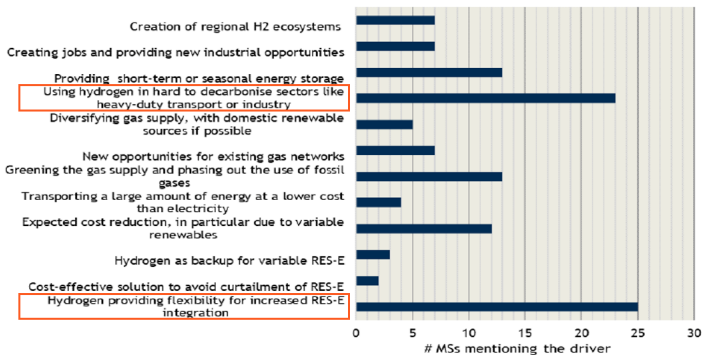 Creation of regional H2 ecosystems
Creating jobs and providing new industrial opportunities
Providing short-term or seasonal energy storage
Using hydrogen in hard to decarbonise sectors like
heavy-duty transport or industry
Diversifying gas supply, with domestic renewable
sources if possible
New opportunities for existing gas networks
Greening the gas supply and phasing out the use of fossil
gases
Transporting a large amount of energy at a lower cost
than electricity
Expected cost reduction, in particular due to variable
renewables
Hydrogen as backup for variable RES-E
Cost-effective solution to avoid curtailment of RES-E
Hydrogen providing flexibility for increased RES-E
integration
0 5 10 15 20 25 30
# MSs mentioning the driver